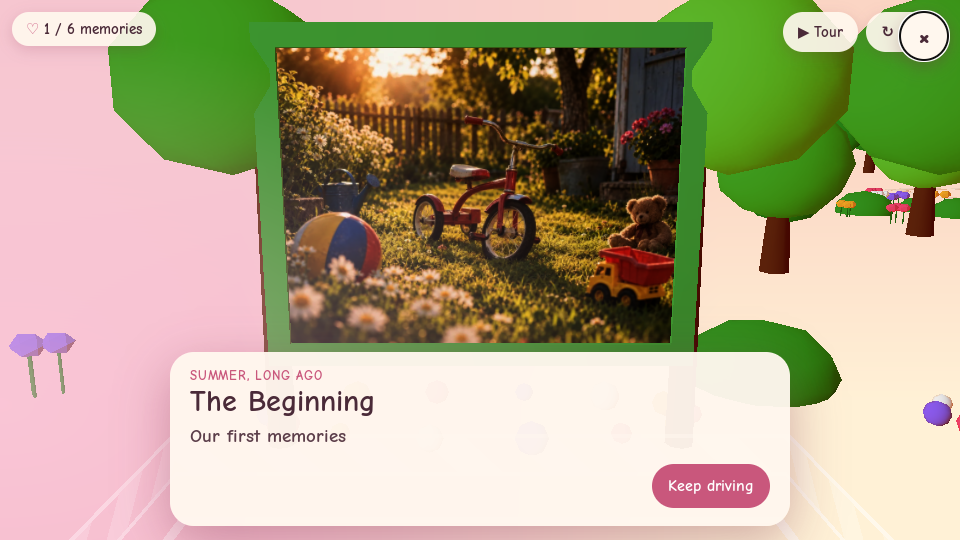 ♡ 1 / 6 memories
▶ Tour
↻
×
SUMMER, LONG AGO
The Beginning
Our first memories
Keep driving